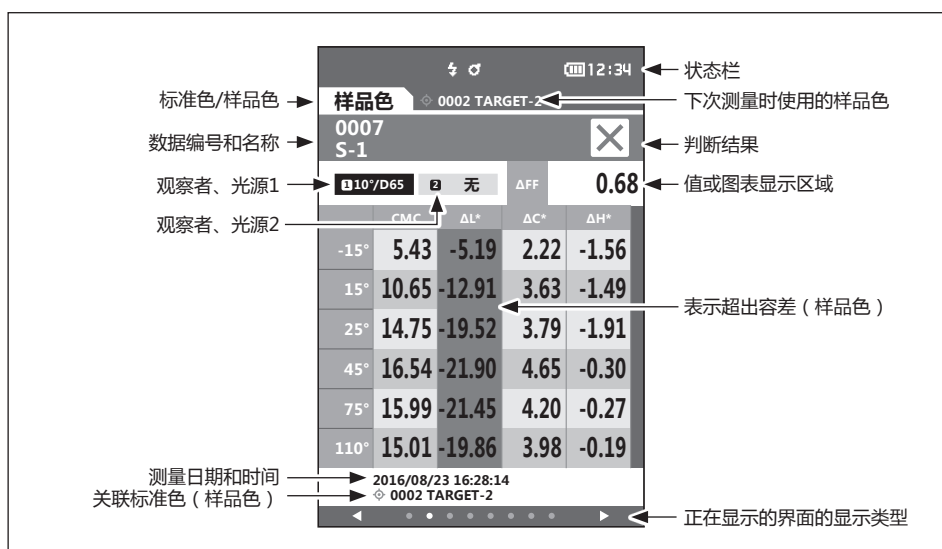 12:34
状态栏
标准色/样品色
样品色
0002 TARGET-2
下次测量时使用的样品色
数据编号和名称
0007
S-1
判断结果
观察者、光源1
1 10°/D65
2 无
ΔFF
0.68
值或图表显示区域
观察者、光源2
CMC ΔL* ΔC* ΔH*
-15° 5.43 -5.19 2.22 -1.56
15° 10.65 -12.91 3.63 -1.49
表示超出容差(样品色)
25° 14.75 -19.52 3.79 -1.91
45° 16.54 -21.90 4.65 -0.30
75° 15.99 -21.45 4.20 -0.27
110° 15.01 -19.86 3.98 -0.19
测量日期和时间
2016/08/23 16:28:14
关联标准色(样品色)
0002 TARGET-2
正在显示的界面的显示类型